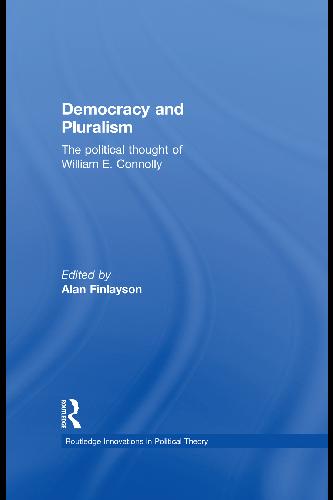 Democracy and
Pluralism
The political thought of
William E. Connolly
Edited by
Alan Finlayson
ROUTLEDGE
Routledge Innovations in Political Theory